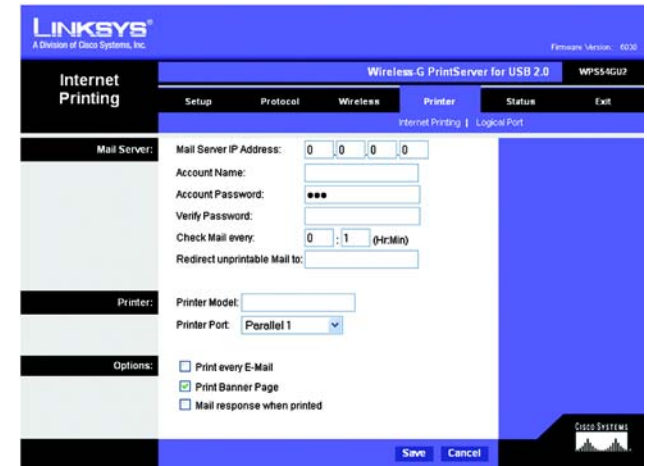 LINKSYS®
A Division of Cisco Systems, Inc.
Firmware Version: 6030
Internet Printing
Wireless-G PrintServer for USB 2.0 WPS54GU2
Setup Protocol Wireless Printer Status Exit
Internet Printing | Logical Port
Mail Server:
Mail Server IP Address: 0 . 0 . 0 . 0
Account Name:
Account Password: ●●●
Verify Password:
Check Mail every: 0 : 1 (Hr:Min)
Redirect unprintable Mail to:
Printer:
Printer Model:
Printer Port: Parallel 1
Options:
Print every E-Mail
Print Banner Page
Mail response when printed
CISCO SYSTEMS
Save Cancel